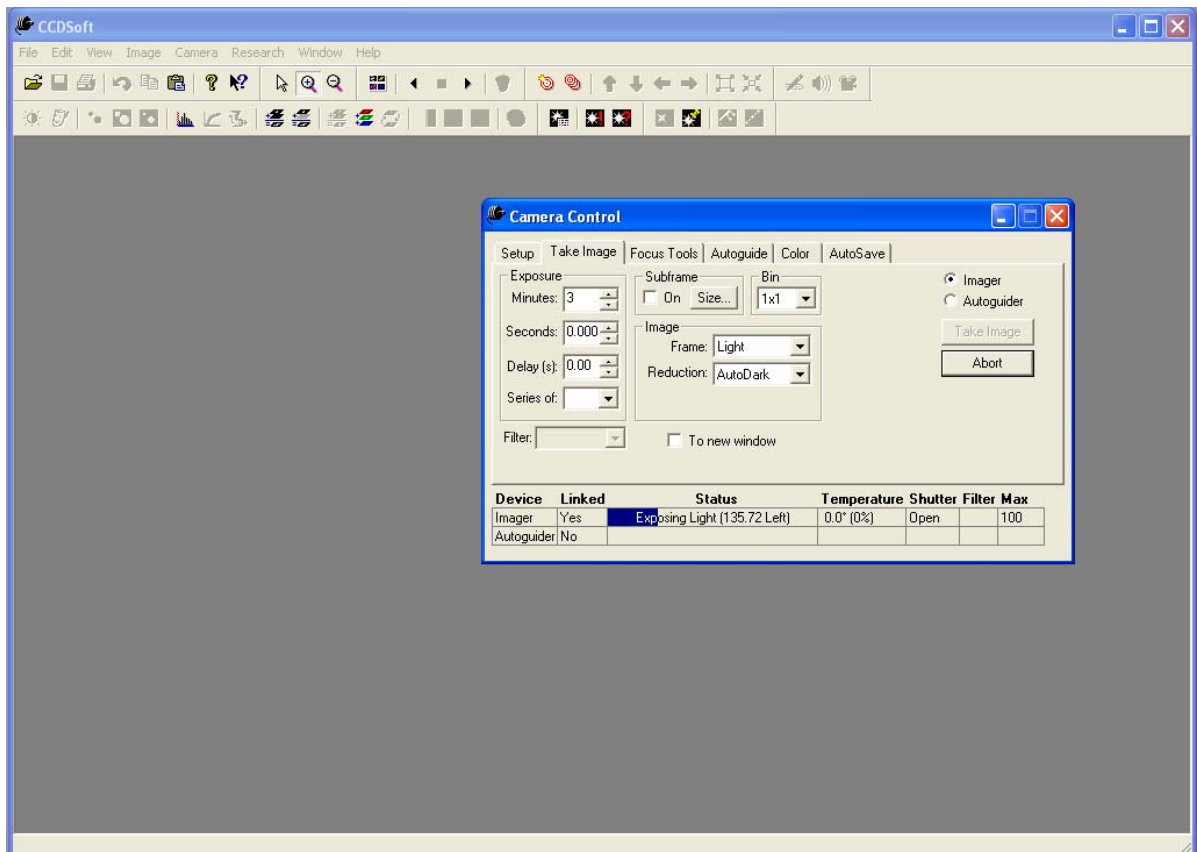 CCDSoft
File Edit View Image Camera Research Window Help
Camera Control
Setup Take Image Focus Tools Autoguide Color AutoSave
Exposure
Minutes: 3
Seconds: 0.000
Delay (s): 0.00
Series of:
Filter:
Subframe
On Size...
Bin
1x1
Image
Frame: Light
Reduction: AutoDark
To new window
Imager
Autoguider
Take Image
Abort
Device Linked Status Temperature Shutter Filter Max
Imager Yes Exposing Light (135.72 Left) 0.0° (0%) Open 100
Autoguider No